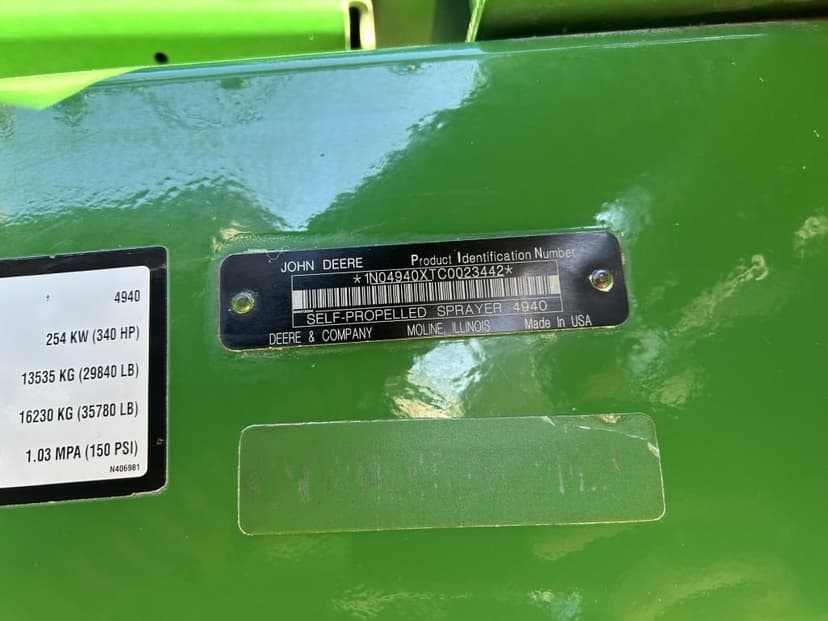 4940
254 KW (340 HP)
13535 KG (29840 LB)
16230 KG (35780 LB)
1.03 MPA (150 PSI)
N406981
JOHN DEERE Product Identification Number
*1N04940XTC0023442*
SELF-PROPELLED SPRAYER 4940
DEERE & COMPANY MOLINE, ILLINOIS Made In USA